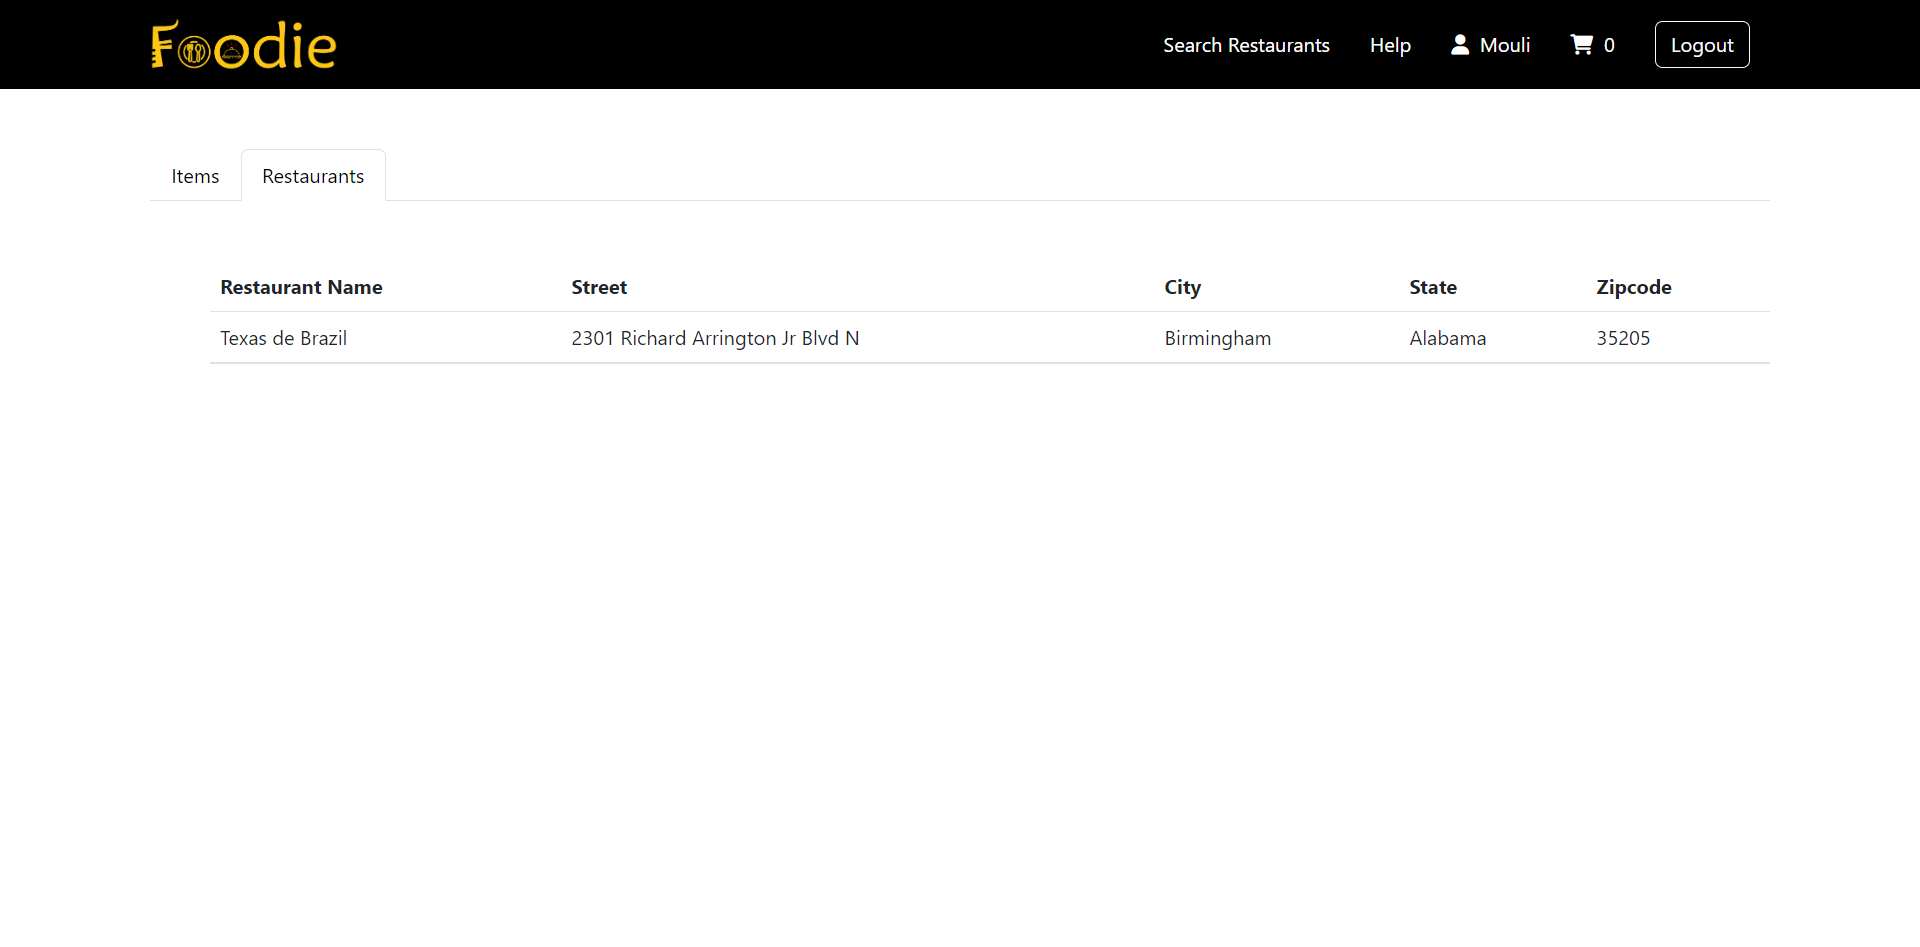 Foodie
Search Restaurants Help Mouli 0 Logout
Items Restaurants
Restaurant Name Street City State Zipcode
Texas de Brazil 2301 Richard Arrington Jr Blvd N Birmingham Alabama 35205